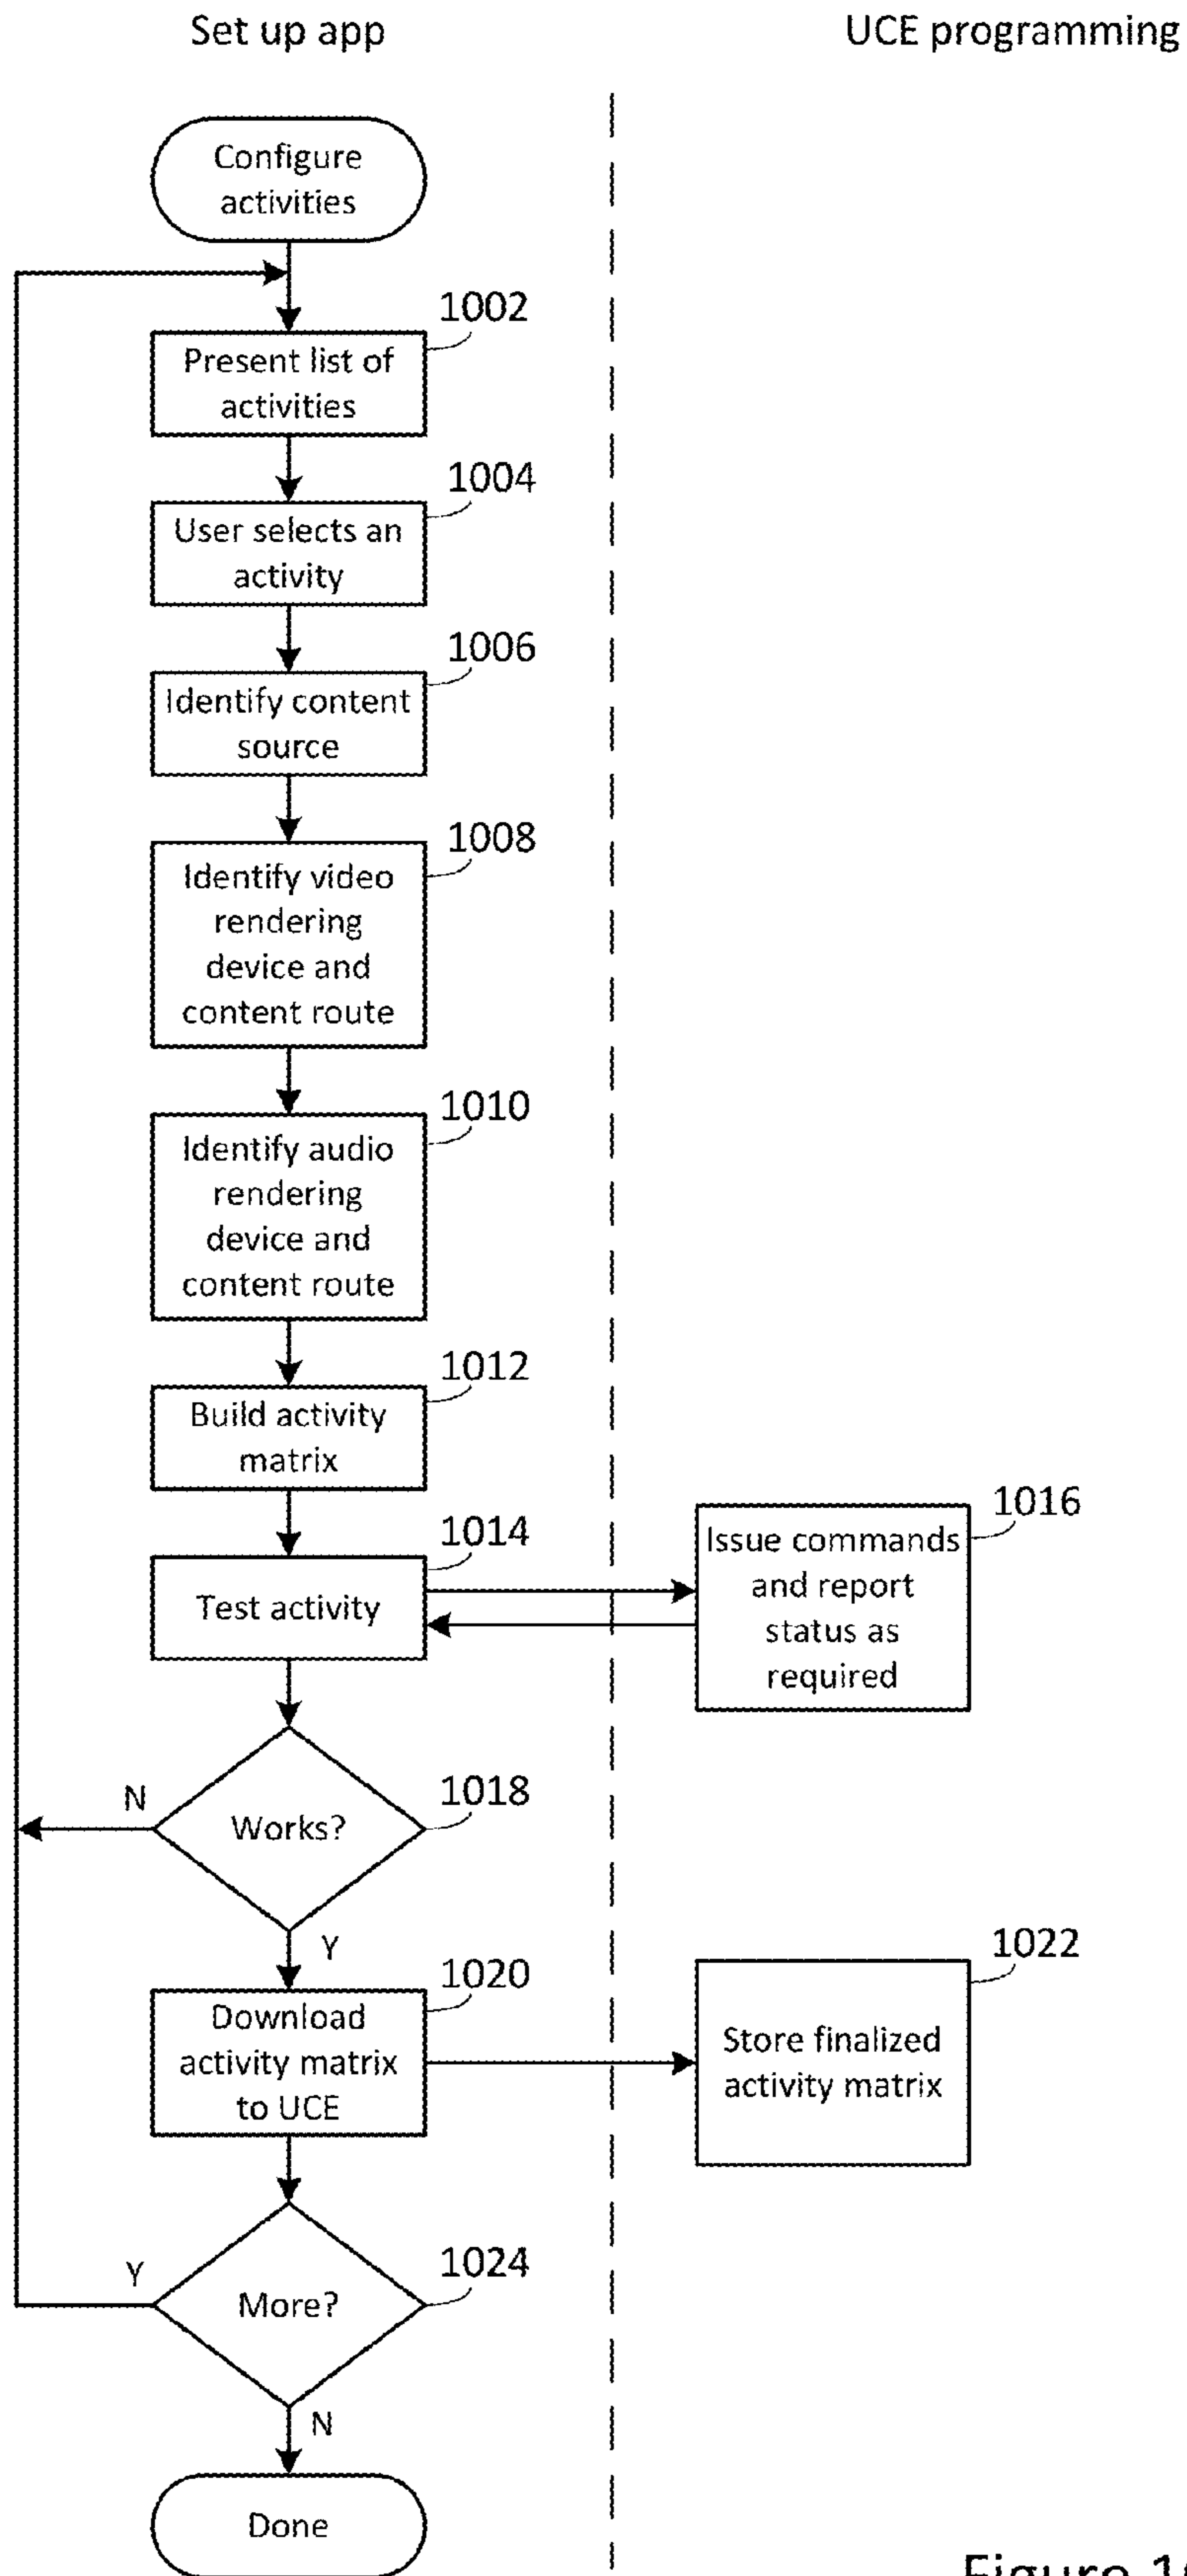 Set up app
UCE programming
Configure
activities
1002
Present list of
activities
1004
User selects an
activity
1006
Identify content
source
1008
Identify video
rendering
device and
content route
1010
Identify audio
rendering
device and
content route
1012
Build activity
matrix
1014
Test activity
1016
Issue commands
and report
status as
required
N
Works?
1018
Y
1020
Download
activity matrix
to UCE
1022
Store finalized
activity matrix
Y
More?
1024
N
Done
Figure